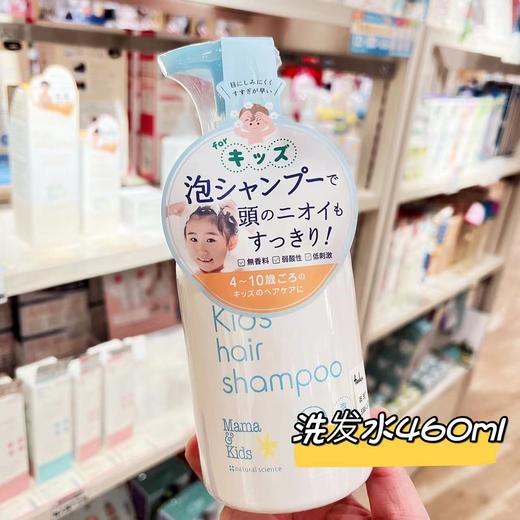 目にしみにくく
すすぎが早い
for
キッズ
泡シャンプーで
頭のニオイも
すっきり!
無香料 弱酸性 低刺激
4~10歳ごろの
キッズのヘアケアに
Kids
hair
shampoo
Mama
&
Kids
natural science
洗发水460ml